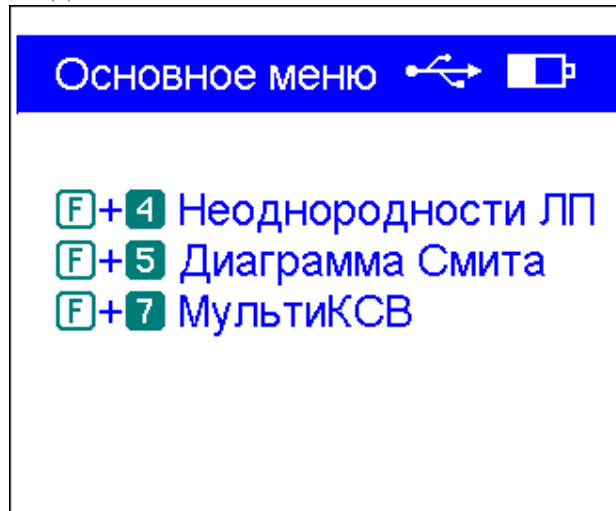 Основное меню
F+4 Неоднородности ЛП
F+5 Диаграмма Смита
F+7 МультиКСВ